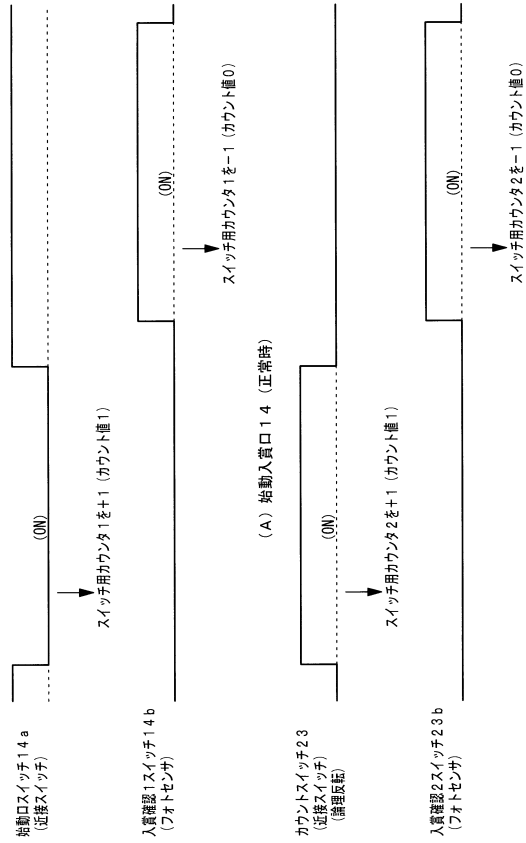 始動口スイッチ14a
(近接スイッチ)
(ON)
スイッチ用カウンタ1を+1 (カウント値1)
入賞確認1スイッチ14b
(フォトセンサ)
(ON)
スイッチ用カウンタ1を−1 (カウント値0)
(A) 始動入賞口14 (正常時)
カウントスイッチ23
(近接スイッチ)
(論理反転)
(ON)
スイッチ用カウンタ2を+1 (カウント値1)
入賞確認2スイッチ23b
(フォトセンサ)
(ON)
スイッチ用カウンタ2を−1 (カウント値0)